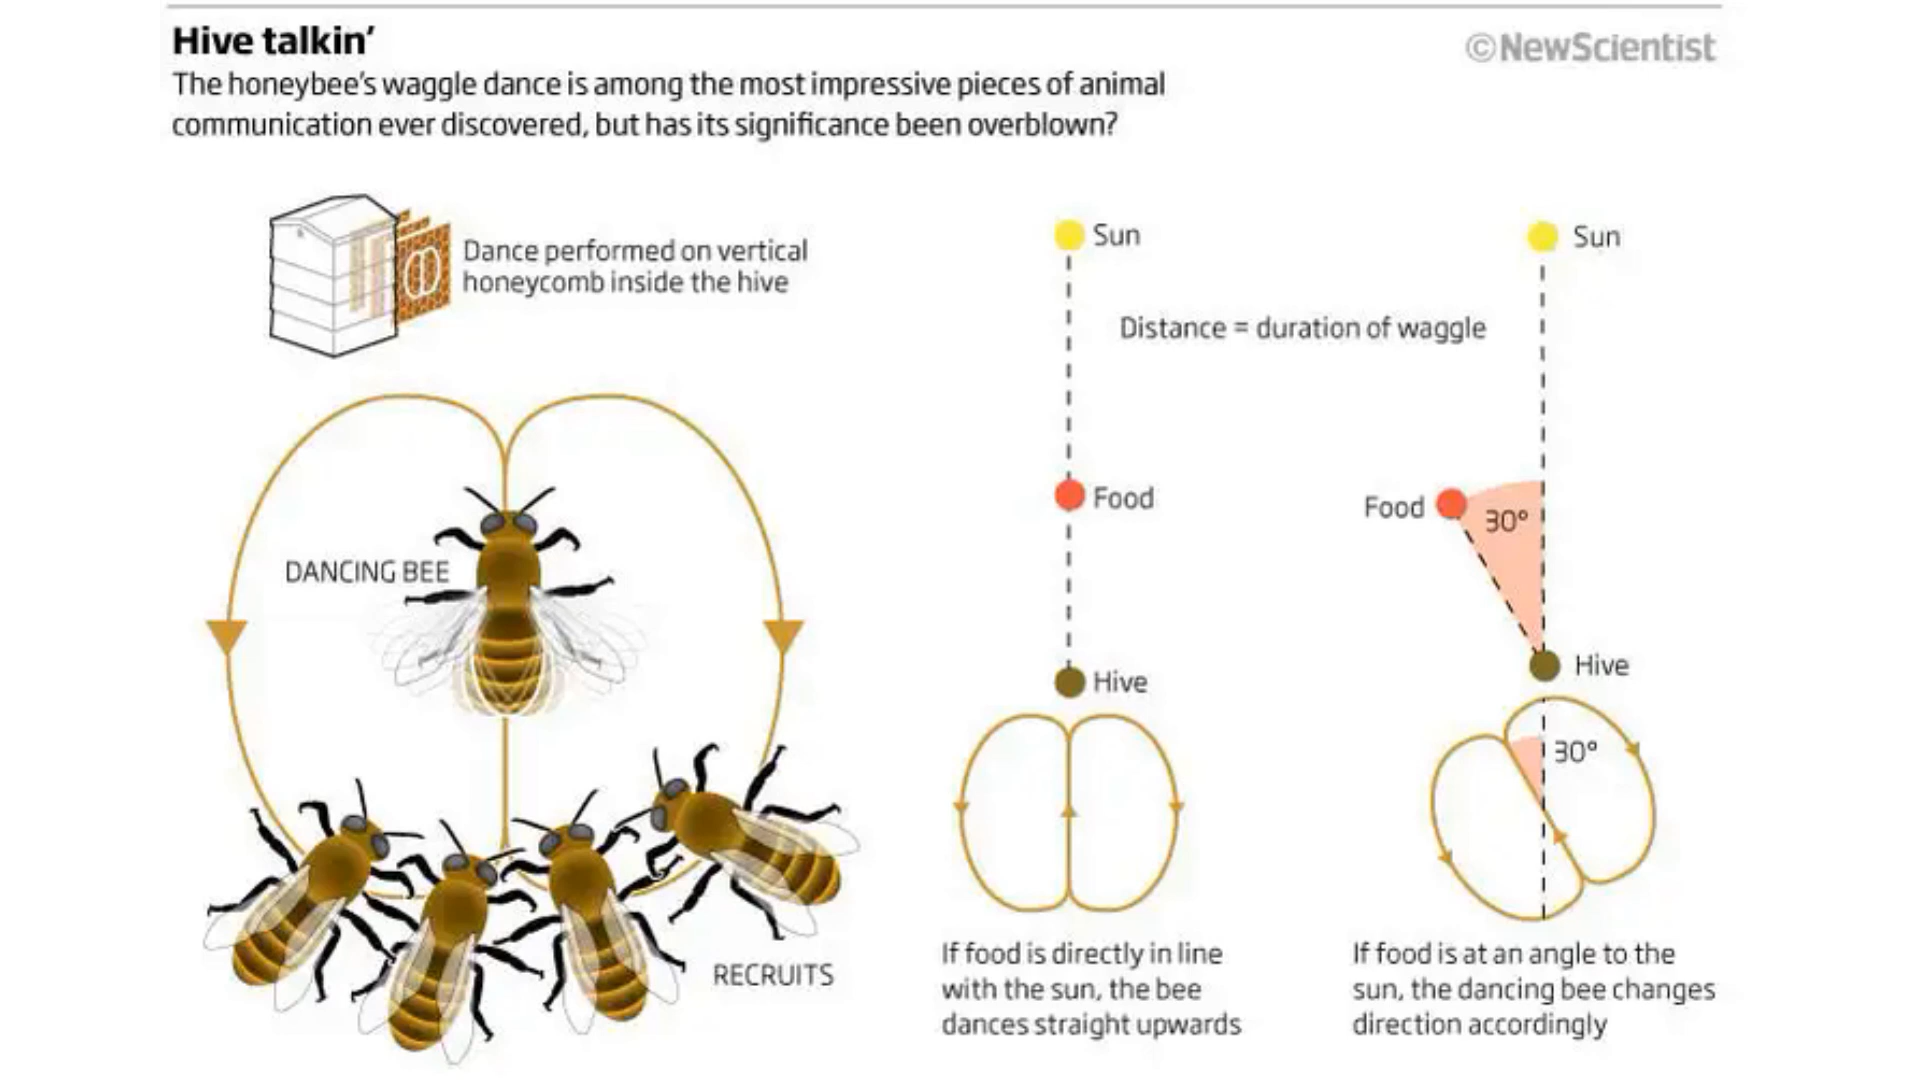 Hive talkin'
©NewScientist
The honeybee's waggle dance is among the most impressive pieces of animal
communication ever discovered, but has its significance been overblown?
Dance performed on vertical
honeycomb inside the hive
DANCING BEE
RECRUITS
Sun
Distance = duration of waggle
Food
Hive
If food is directly in line
with the sun, the bee
dances straight upwards
Sun
Food
30°
Hive
30°
If food is at an angle to the
sun, the dancing bee changes
direction accordingly